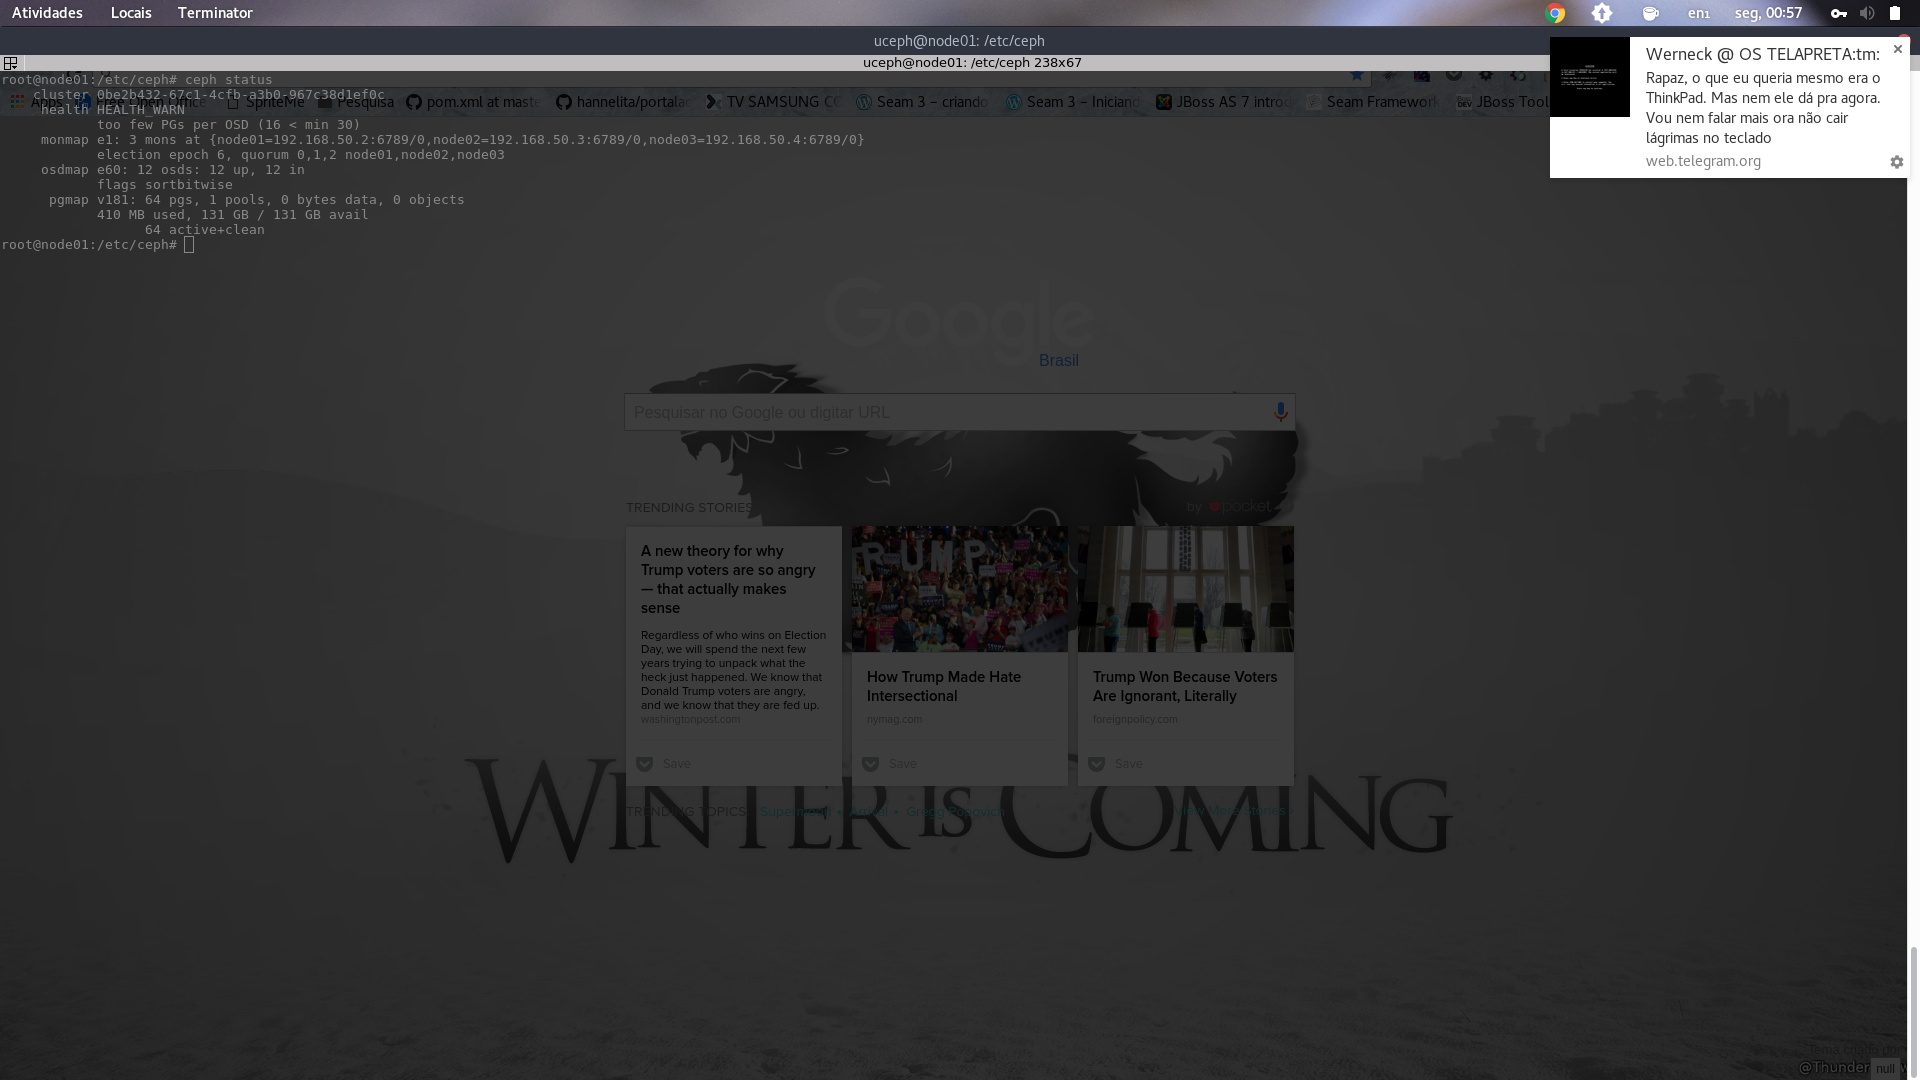 Atividades Locais Terminator en₁ seg, 00:57
uceph@node01: /etc/ceph
uceph@node01: /etc/ceph 238x67
root@node01:/etc/ceph# ceph status
cluster 0be2b432-67c1-4cfb-a3b0-967c38d1ef0c
health HEALTH_WARN
too few PGs per OSD (16 < min 30)
monmap e1: 3 mons at {node01=192.168.50.2:6789/0,node02=192.168.50.3:6789/0,node03=192.168.50.4:6789/0}
election epoch 6, quorum 0,1,2 node01,node02,node03
osdmap e60: 12 osds: 12 up, 12 in
flags sortbitwise
pgmap v181: 64 pgs, 1 pools, 0 bytes data, 0 objects
410 MB used, 131 GB / 131 GB avail
64 active+clean
root@node01:/etc/ceph#
Apps Free Open Office SpriteMe Pesquisa pom.xml at maste hannelita/portalac TV SAMSUNG CC Seam 3 – criando Seam 3 – Iniciand JBoss AS 7 introd Seam Framework JBoss Tool
Werneck @ OS TELAPRETA:tm:
Rapaz, o que eu queria mesmo era o
ThinkPad. Mas nem ele dá pra agora.
Vou nem falar mais ora não cair
lágrimas no teclado
web.telegram.org
Google
Brasil
Pesquisar no Google ou digitar URL
TRENDING STORIES by pocket
A new theory for why
Trump voters are so angry
— that actually makes
sense
Regardless of who wins on Election
Day, we will spend the next few
years trying to unpack what the
heck just happened. We know that
Donald Trump voters are angry,
and we know that they are fed up.
washingtonpost.com
Save
TRUMP
How Trump Made Hate
Intersectional
nymag.com
Save
Trump Won Because Voters
Are Ignorant, Literally
foreignpolicy.com
Save
TRENDING TOPICS Gregg Popovich View More Stories
WINTER IS COMING
@Thunder null